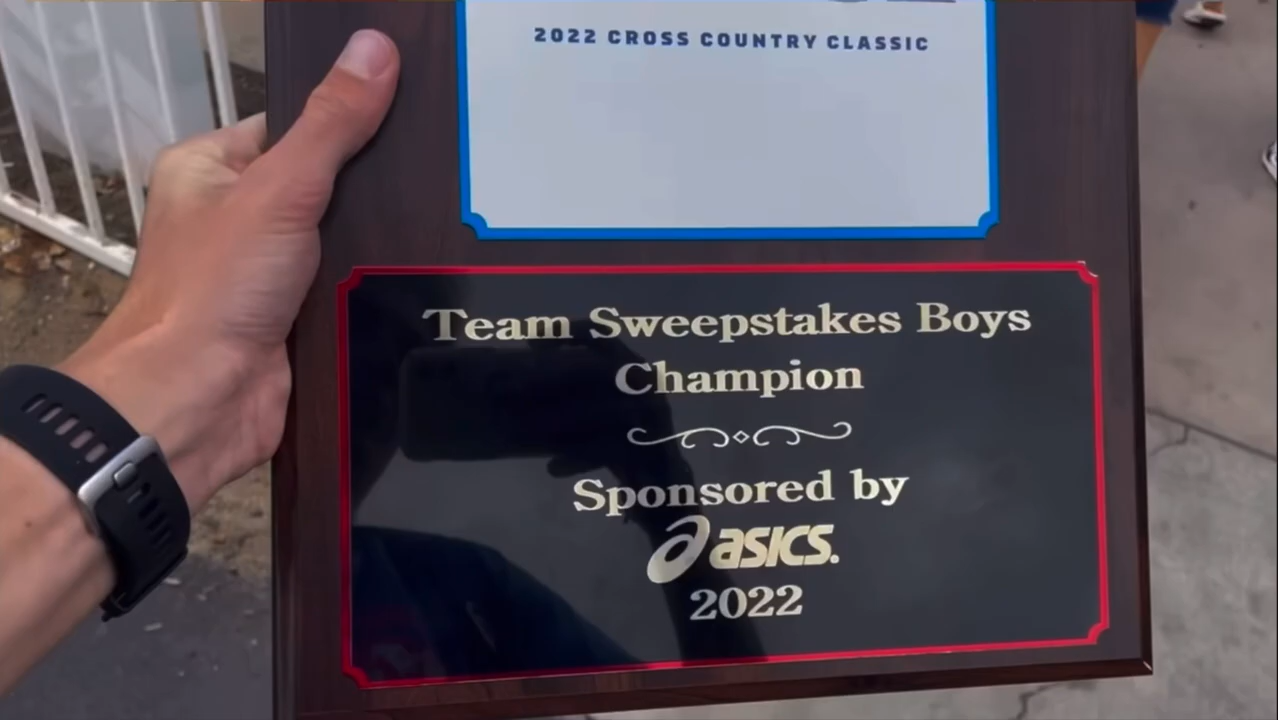 2022 CROSS COUNTRY CLASSIC
Team Sweepstakes Boys
Champion
Sponsored by
asics.
2022